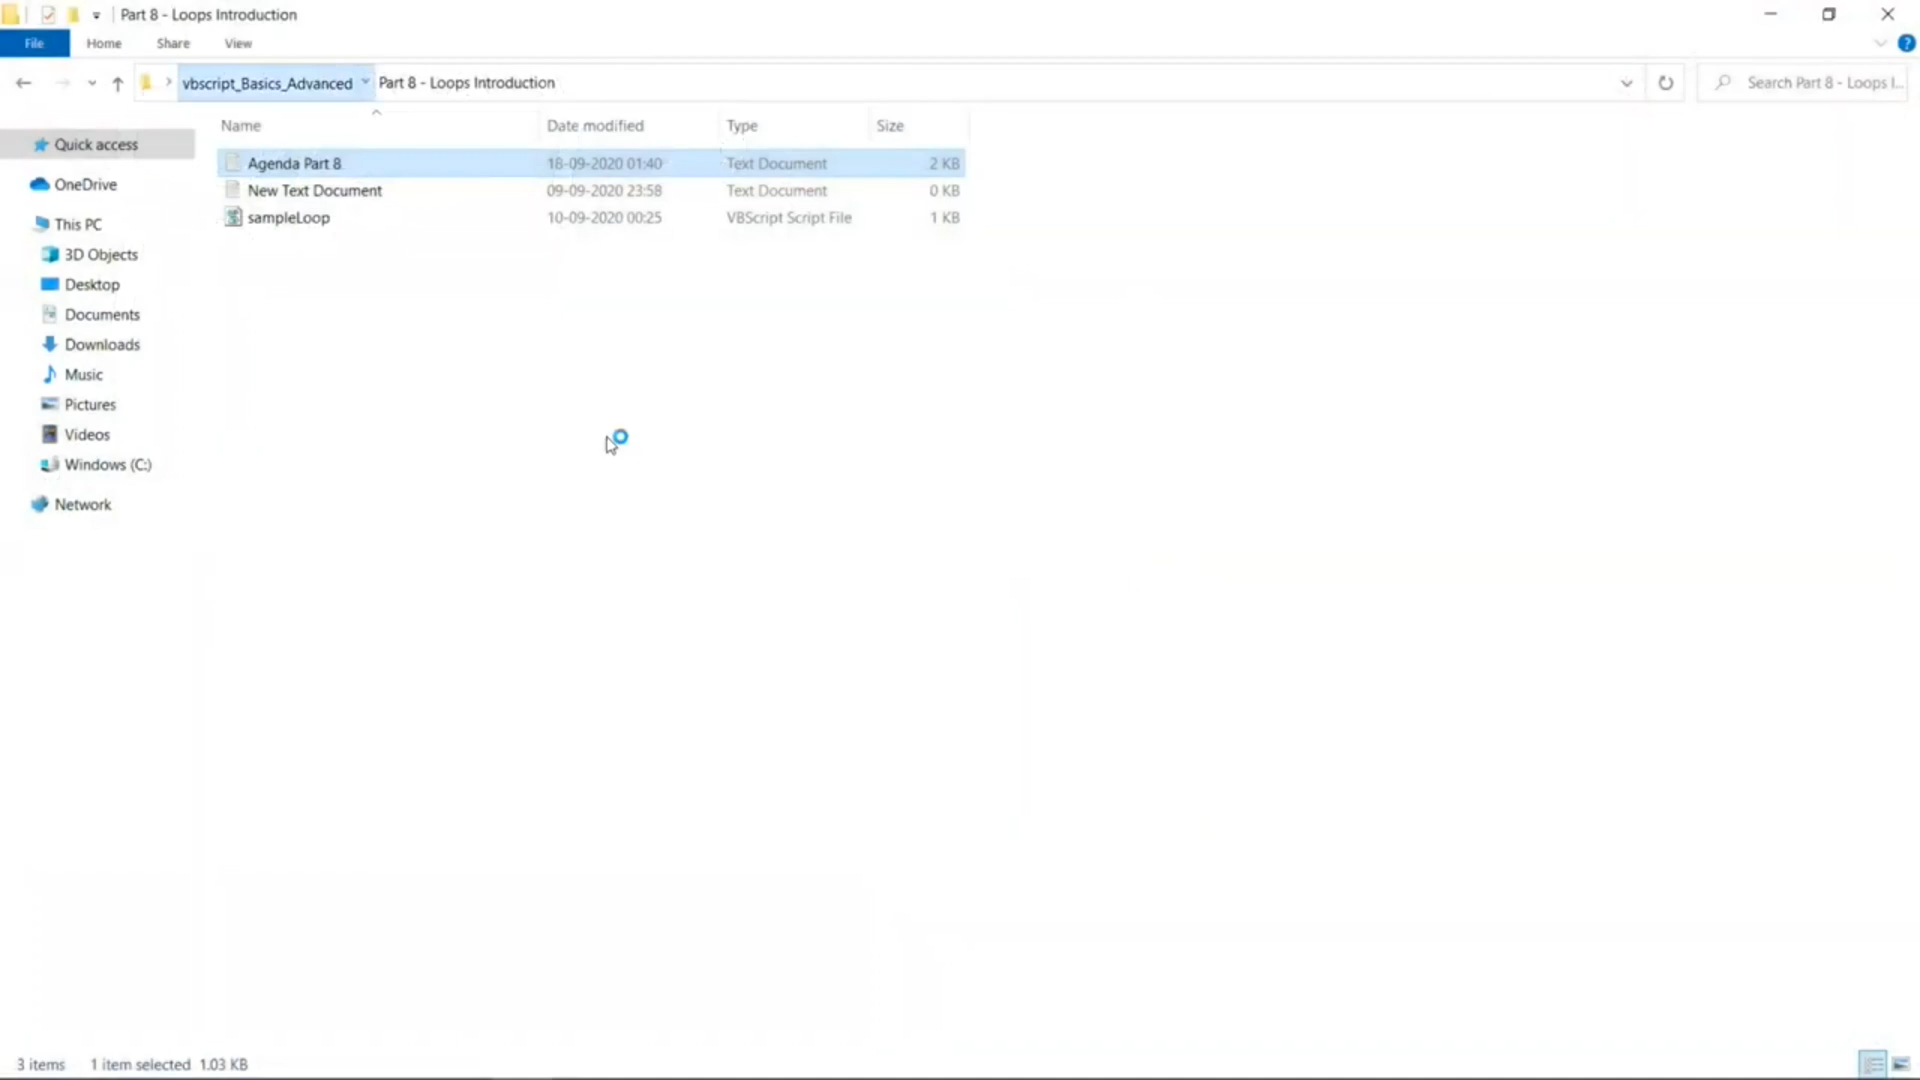 Part 8 - Loops Introduction
File Home Share View
vbscript_Basics_Advanced Part 8 - Loops Introduction Search Part 8 - Loops I...
Name Date modified Type Size
Quick access
OneDrive
This PC
3D Objects
Desktop
Documents
Downloads
Music
Pictures
Videos
Windows (C:)
Network
Agenda Part 8 18-09-2020 01:40 Text Document 2 KB
New Text Document 09-09-2020 23:58 Text Document 0 KB
sampleLoop 10-09-2020 00:25 VBScript Script File 1 KB
3 items 1 item selected 1.03 KB